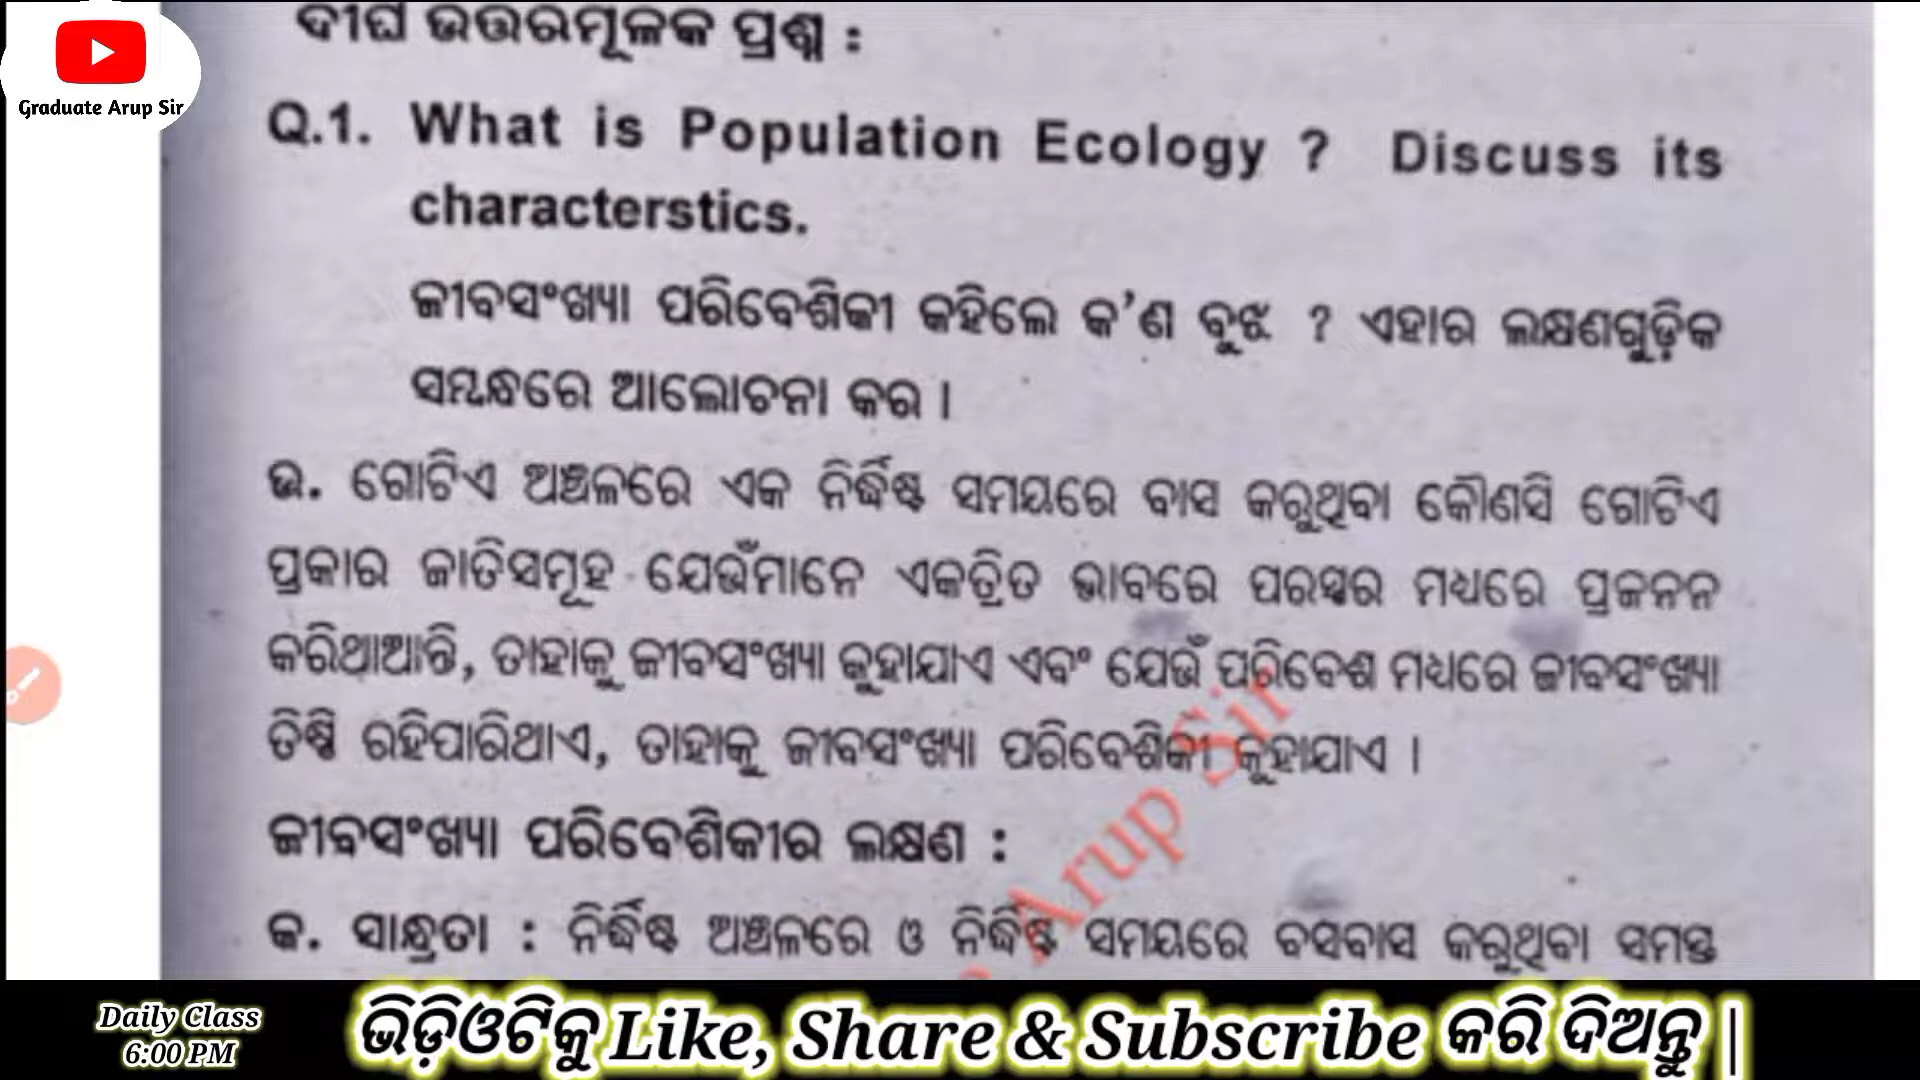 ଦୀର୍ଘ ଉତ୍ତରମୂଳକ ପ୍ରଶ୍ନ :
Graduate Arup Sir
Q.1. What is Population Ecology ? Discuss its
characterstics.
ଜୀବସଂଖ୍ୟା ପରିବେଶିକୀ କହିଲେ କ'ଣ ବୁଝ ? ଏହାର ଲକ୍ଷଣଗୁଡ଼ିକ
ସମ୍ବନ୍ଧରେ ଆଲୋଚନା କର ।
ଉ. ଗୋଟିଏ ଅଞ୍ଚଳରେ ଏକ ନିର୍ଦ୍ଧିଷ୍ଟ ସମୟରେ ବାସ କରୁଥିବା କୌଣସି ଗୋଟିଏ
ପ୍ରକାର ଜାତିସମୂହ ଯେଉଁମାନେ ଏକତ୍ରିତ ଭାବରେ ପରସ୍ପର ମଧ୍ୟରେ ପ୍ରଜନନ
କରିଥାଆନ୍ତି, ତାହାକୁ ଜୀବସଂଖ୍ୟା କୁହାଯାଏ ଏବଂ ଯେଉଁ ପରିବେଶ ମଧ୍ୟରେ ଜୀବସଂଖ୍ୟା
ତିଷ୍ଠି ରହିପାରିଥାଏ, ତାହାକୁ ଜୀବସଂଖ୍ୟା ପରିବେଶିକୀ କୁହାଯାଏ ।
ଜୀବସଂଖ୍ୟା ପରିବେଶିକୀର ଲକ୍ଷଣ :
କ. ସାନ୍ଧ୍ରତା : ନିର୍ଦ୍ଧିଷ୍ଟ ଅଞ୍ଚଳରେ ଓ ନିର୍ଦ୍ଧିଷ୍ଟ ସମୟରେ ବସବାସ କରୁଥିବା ସମସ୍ତ
Arup Sir
Daily Class
6:00 PM
ଭିଡ଼ିଓଟିକୁ Like, Share & Subscribe କରି ଦିଅନ୍ତୁ |